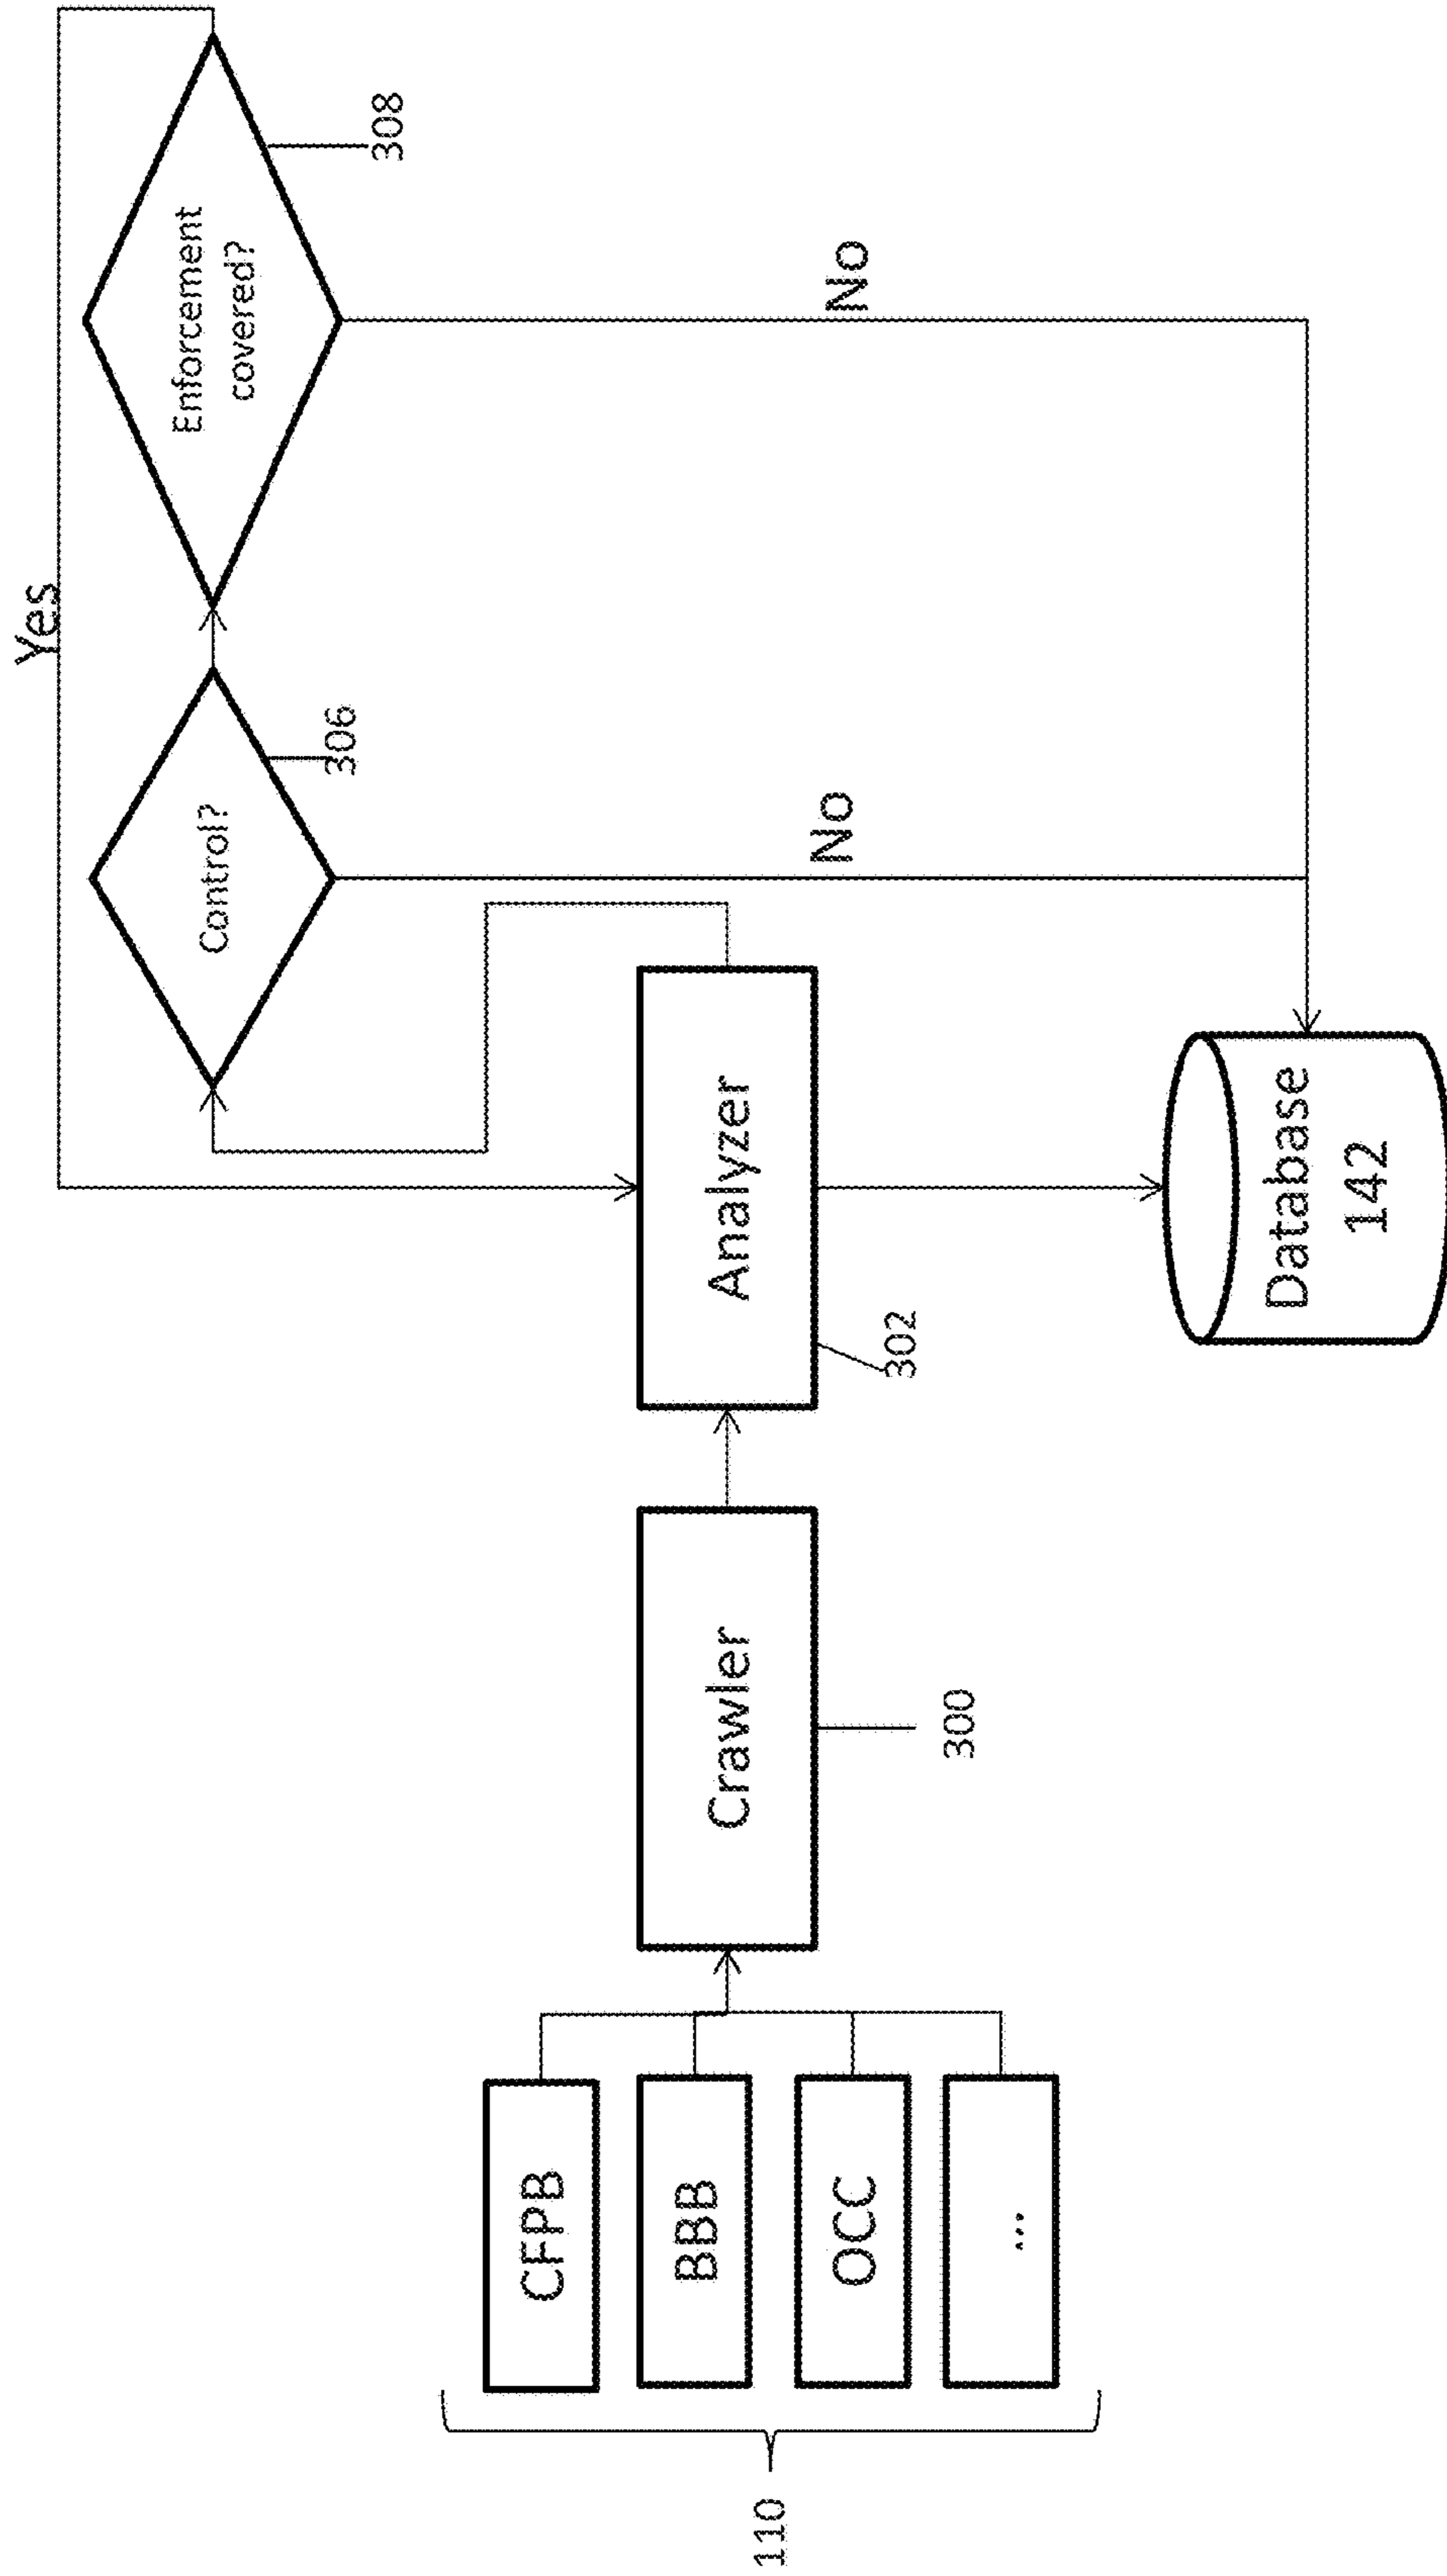 Yes
Control?
306
Enforcement
covered?
308
No
No
110
CFPB
BBB
OCC
...
Crawler
300
Analyzer
302
Database
142